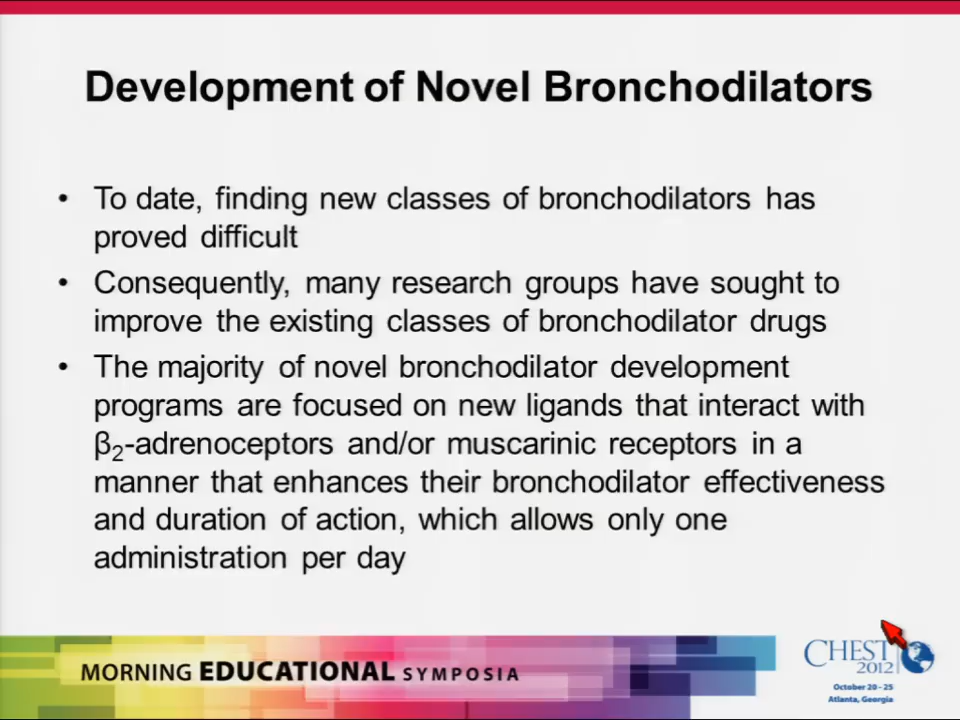 Development of Novel Bronchodilators
• To date, finding new classes of bronchodilators has
proved difficult
• Consequently, many research groups have sought to
improve the existing classes of bronchodilator drugs
• The majority of novel bronchodilator development
programs are focused on new ligands that interact with
β₂-adrenoceptors and/or muscarinic receptors in a
manner that enhances their bronchodilator effectiveness
and duration of action, which allows only one
administration per day
MORNING EDUCATIONAL SYMPOSIA
CHEST
2012
October 20–25
Atlanta, Georgia